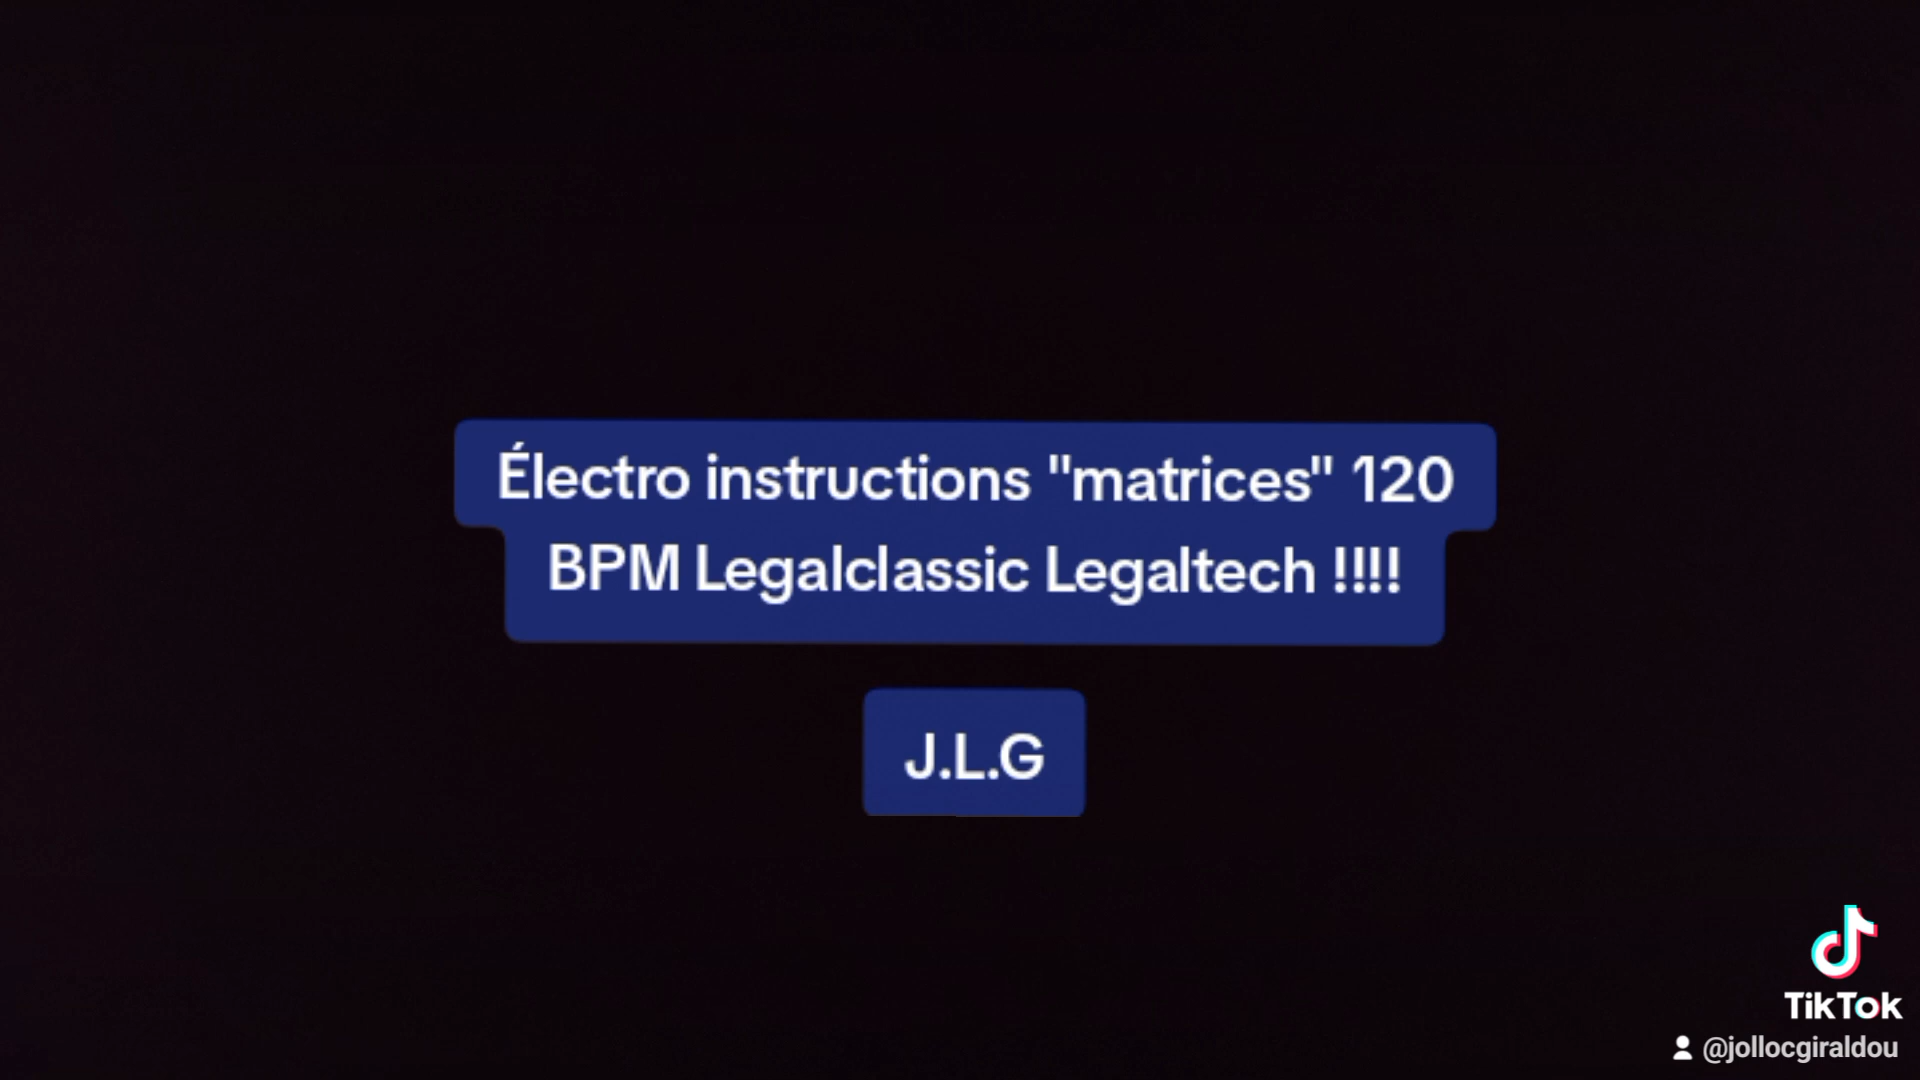 Électro instructions "matrices" 120
BPM Legalclassic Legaltech !!!!
J.L.G
TikTok
@jollocgiraldou